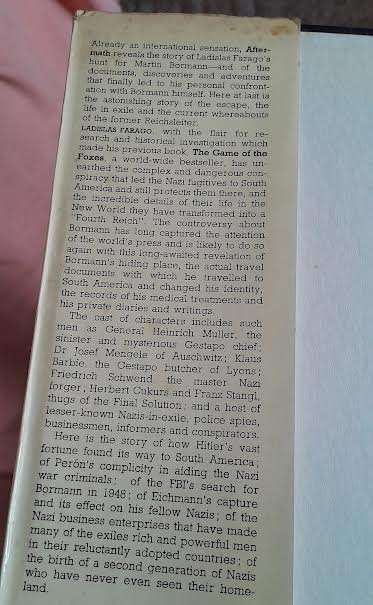 Already an international sensation, After-
math reveals the story of Ladislas Farago's
hunt for Martin Bormann—and of the
documents, discoveries and adventures
that finally led to his personal confront-
ation with Bormann himself. Here at last is
the astonishing story of the escape, the
life in exile and the current whereabouts
of the former Reichsleiter.
LADISLAS FARAGO, with the flair for re-
search and historical investigation which
made his previous book, The Game of the
Foxes, a world-wide bestseller, has un-
earthed the complex and dangerous con-
spiracy that led the Nazi fugitives to South
America and still protects them there, and
the incredible details of their life in the
New World they have transformed into a
"Fourth Reich". The controversy about
Bormann has long captured the attention
of the world's press and is likely to do so
again with this long-awaited revelation of
Bormann's hiding place, the actual travel
documents with which he travelled to
South America and changed his identity,
the records of his medical treatments and
his private diaries and writings.
The cast of characters includes such
men as General Heinrich Muller, the
sinister and mysterious Gestapo chief;
Dr Josef Mengele of Auschwitz; Klaus
Barbie, the Gestapo butcher of Lyons;
Friedrich Schwend the master Nazi
forger; Herbert Cukurs and Franz Stangl,
thugs of the Final Solution; and a host of
lesser-known Nazis-in-exile, police spies,
businessmen, informers and conspirators.
Here is the story of how Hitler's vast
fortune found its way to South America;
of Perón's complicity in aiding the Nazi
war criminals; of the FBI's search for
Bormann in 1948; of Eichmann's capture
and its effect on his fellow Nazis; of the
Nazi business enterprises that have made
many of the exiles rich and powerful men
in their reluctantly adopted countries; of
the birth of a second generation of Nazis
who have never even seen their home-
land.